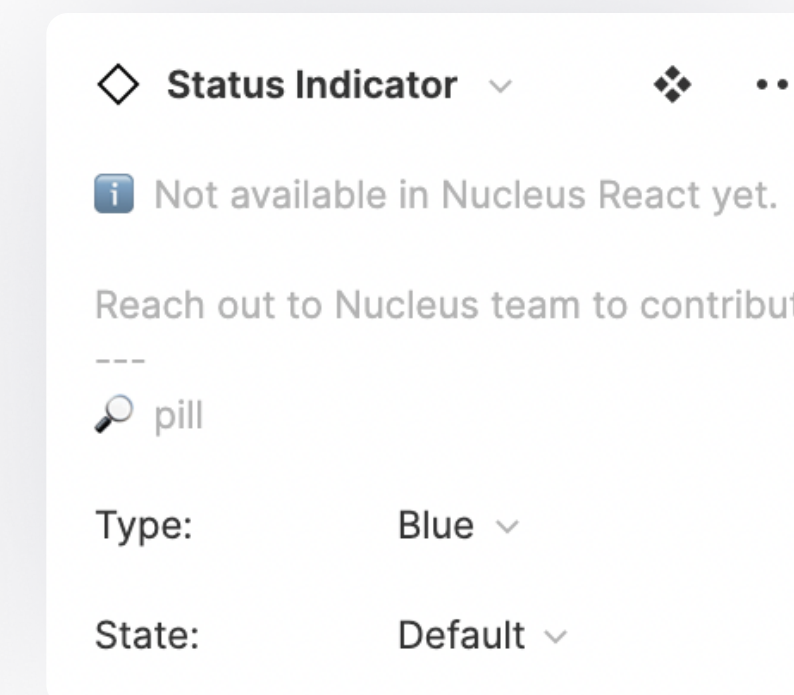 Status Indicator
Not available in Nucleus React yet.
Reach out to Nucleus team to contribut
---
pill
Type: Blue
State: Default